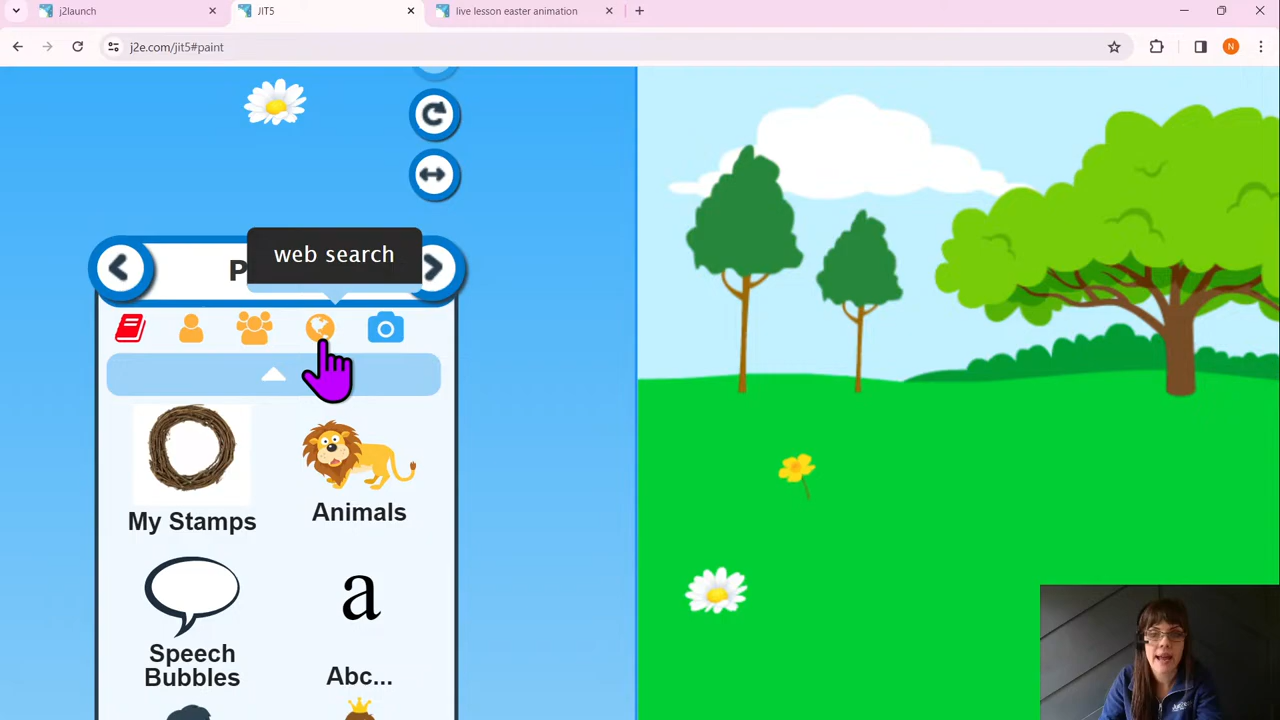 j2launch
JIT5
live lesson easter animation
j2e.com/jit5#paint
N
web search
P
My Stamps
Animals
Speech
Bubbles
a
Abc...